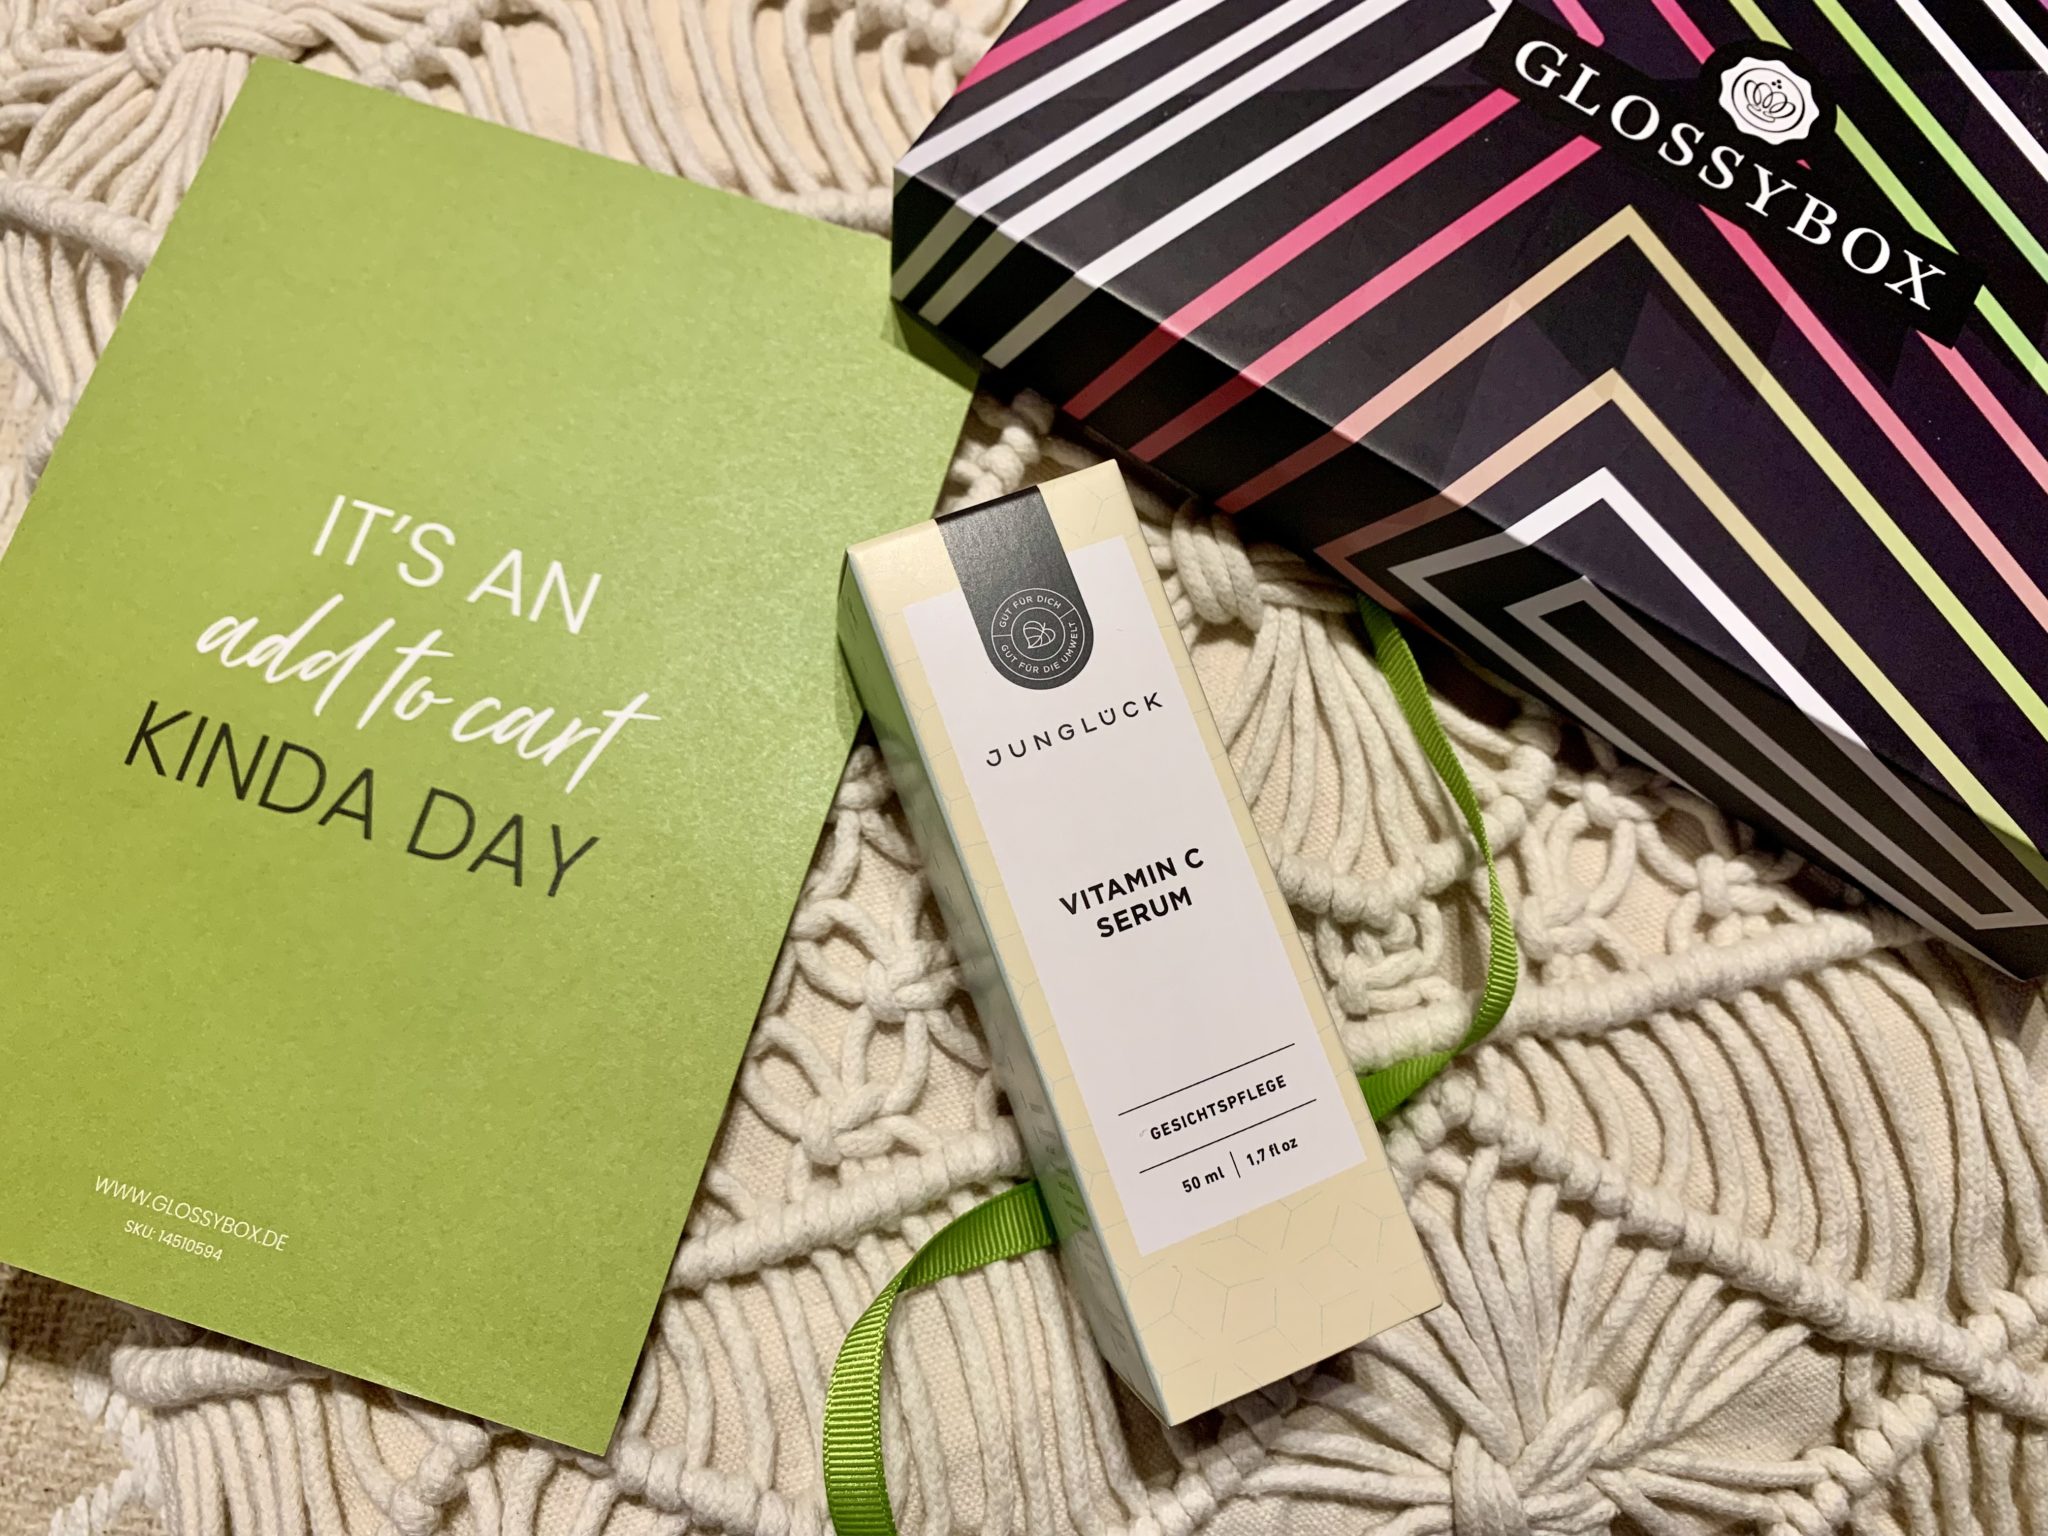 IT'S AN
add to cart
KINDA DAY
WWW.GLOSSYBOX.DE
SKU: 14510594
GLOSSYBOX
GUT FÜR DICH
GUT FÜR DIE UMWELT
JUNGLÜCK
VITAMIN C
SERUM
GESICHTSPFLEGE
50 ml | 1,7 fl oz